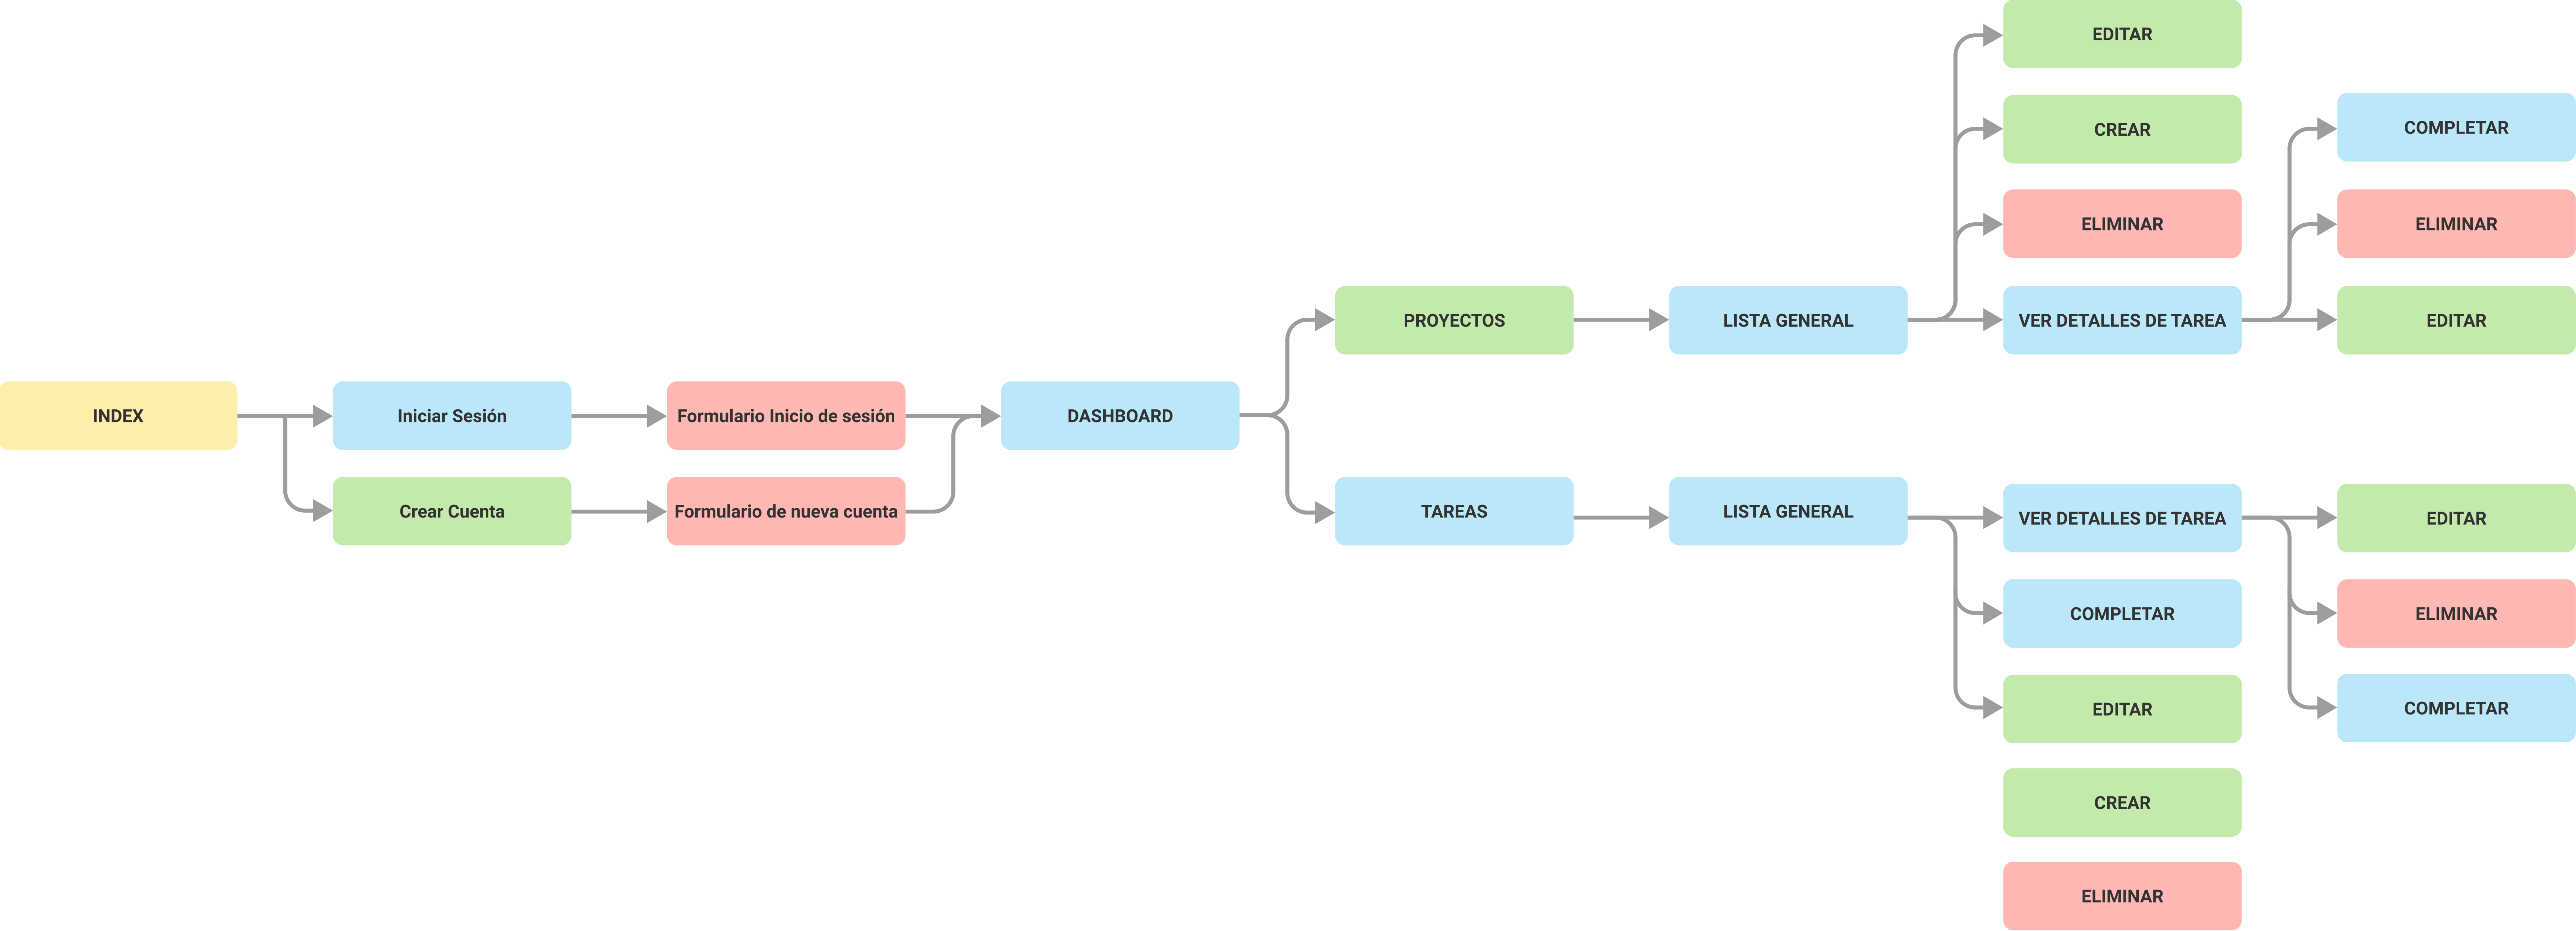 EDITAR
CREAR
COMPLETAR
ELIMINAR
ELIMINAR
PROYECTOS
LISTA GENERAL
VER DETALLES DE TAREA
EDITAR
INDEX
Iniciar Sesión
Formulario Inicio de sesión
DASHBOARD
Crear Cuenta
Formulario de nueva cuenta
TAREAS
LISTA GENERAL
VER DETALLES DE TAREA
EDITAR
COMPLETAR
ELIMINAR
EDITAR
COMPLETAR
CREAR
ELIMINAR